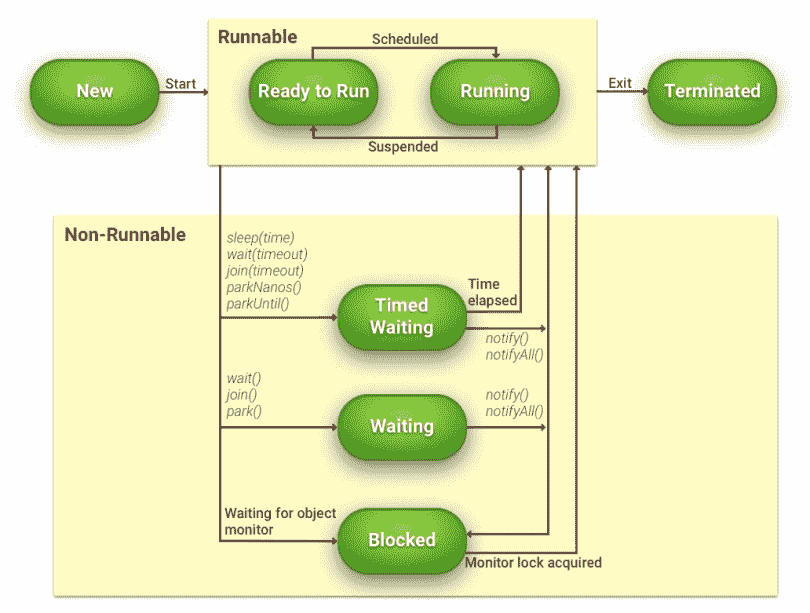 Runnable
Scheduled
New
Start
Ready to Run
Running
Exit
Terminated
Suspended
Non-Runnable
sleep(time)
wait(timeout)
join(timeout)
parkNanos()
parkUntil()
Timed
Waiting
Time
elapsed
notify()
notifyAll()
wait()
join()
park()
Waiting
notify()
notifyAll()
Waiting for object
monitor
Blocked
Monitor lock acquired